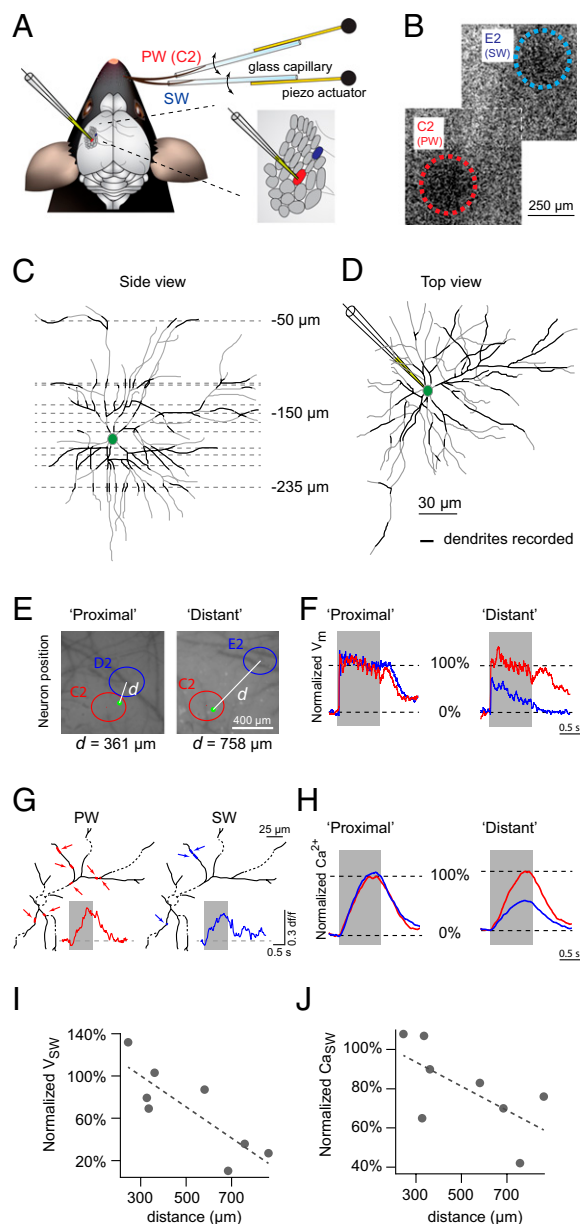 A
PW (C2)
SW
glass capillary
piezo actuator
B
E2
(SW)
C2
(PW)
250 µm
C
Side view
-50 µm
-150 µm
-235 µm
D
Top view
30 µm
dendrites recorded
E
'Proximal'
'Distant'
Neuron position
D2
C2
d
E2
C2
d
400 µm
d = 361 µm
d = 758 µm
F
'Proximal'
'Distant'
Normalized Vm
100%
0%
0.5 s
G
PW
SW
25 µm
0.3 df/f
0.5 s
H
'Proximal'
'Distant'
Normalized Ca2+
100%
0%
0.5 s
I
Normalized VSW
140%
100%
60%
20%
300
500
700
distance (µm)
J
Normalized CaSW
100%
80%
60%
40%
300
500
700
distance (µm)